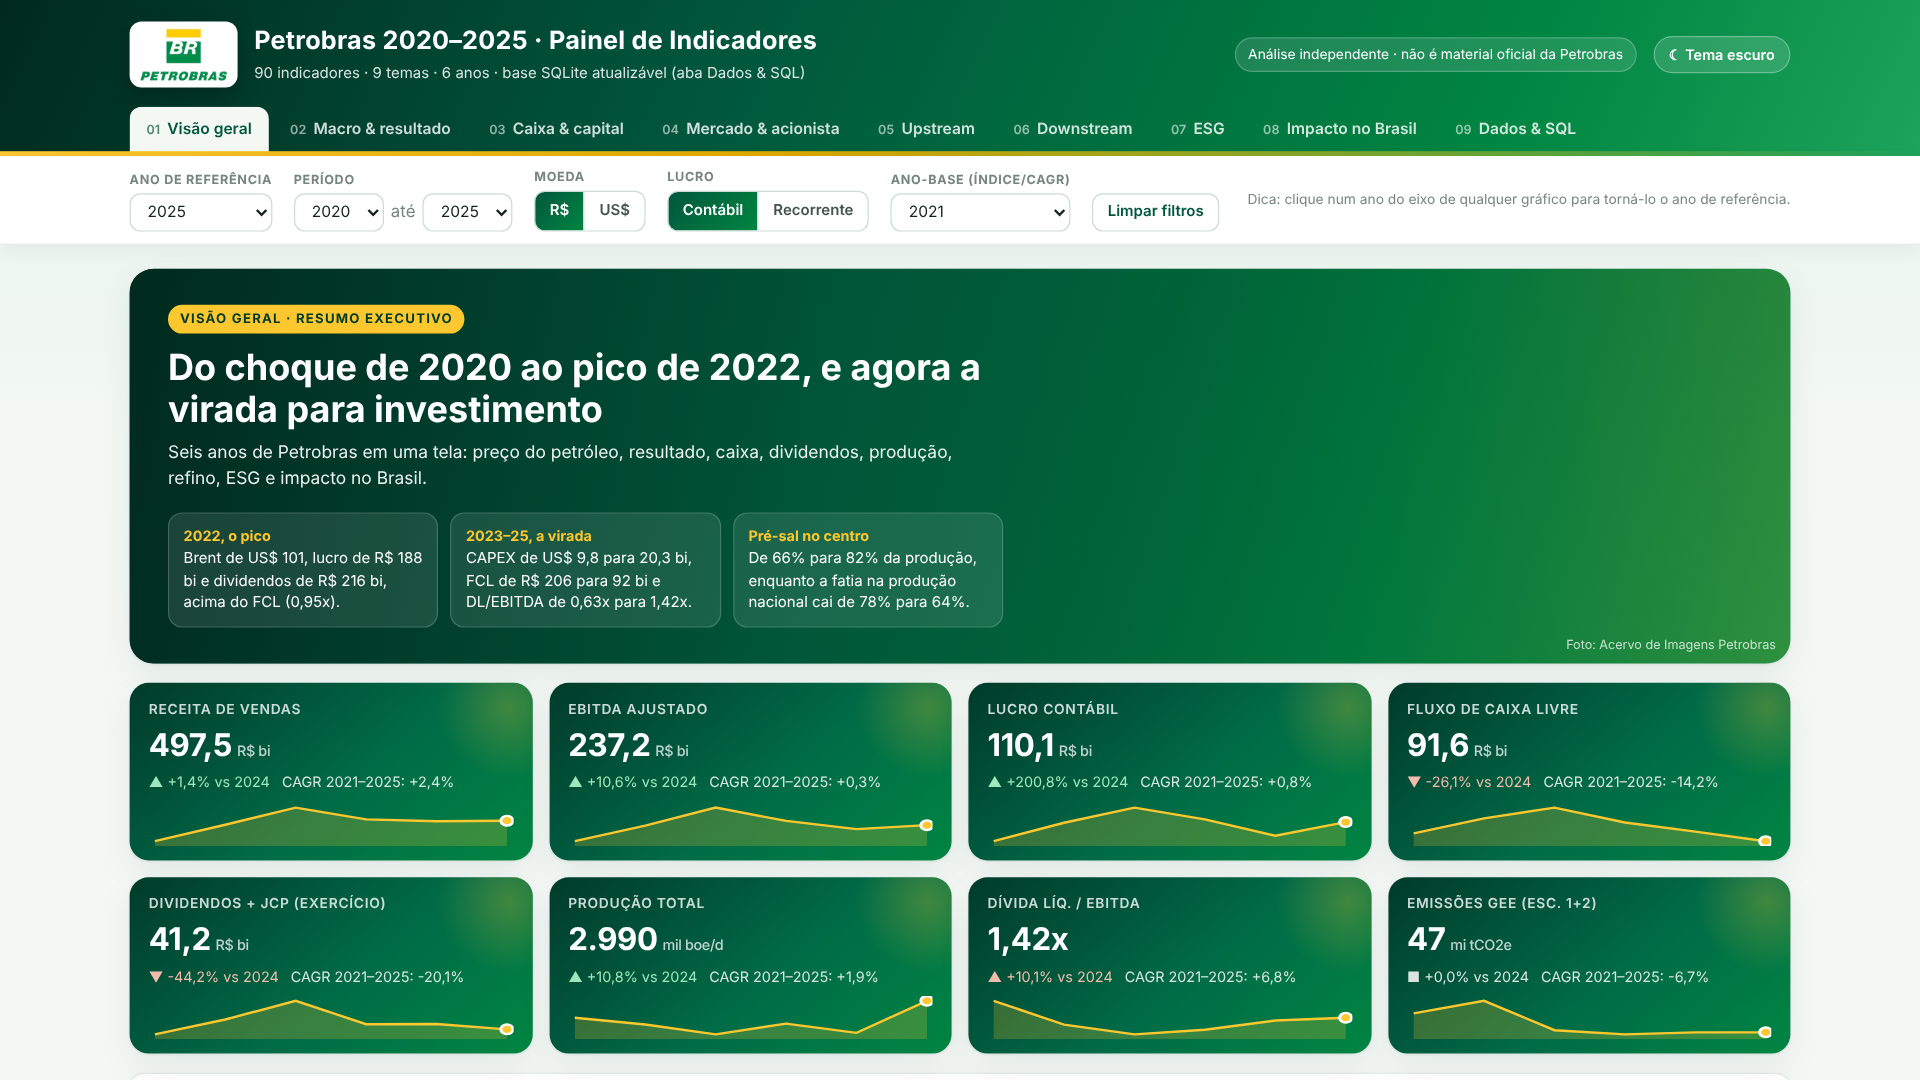 BR
PETROBRAS
Petrobras 2020–2025 · Painel de Indicadores
90 indicadores · 9 temas · 6 anos · base SQLite atualizável (aba Dados & SQL)
Análise independente · não é material oficial da Petrobras
☾ Tema escuro
01 Visão geral
02 Macro & resultado
03 Caixa & capital
04 Mercado & acionista
05 Upstream
06 Downstream
07 ESG
08 Impacto no Brasil
09 Dados & SQL
ANO DE REFERÊNCIA
2025
PERÍODO
2020 até 2025
MOEDA
R$ US$
LUCRO
Contábil Recorrente
ANO-BASE (ÍNDICE/CAGR)
2021
Limpar filtros
Dica: clique num ano do eixo de qualquer gráfico para torná-lo o ano de referência.
VISÃO GERAL · RESUMO EXECUTIVO
Do choque de 2020 ao pico de 2022, e agora a
virada para investimento
Seis anos de Petrobras em uma tela: preço do petróleo, resultado, caixa, dividendos, produção,
refino, ESG e impacto no Brasil.
2022, o pico
Brent de US$ 101, lucro de R$ 188
bi e dividendos de R$ 216 bi,
acima do FCL (0,95x).
2023–25, a virada
CAPEX de US$ 9,8 para 20,3 bi,
FCL de R$ 206 para 92 bi e
DL/EBITDA de 0,63x para 1,42x.
Pré-sal no centro
De 66% para 82% da produção,
enquanto a fatia na produção
nacional cai de 78% para 64%.
Foto: Acervo de Imagens Petrobras
RECEITA DE VENDAS
497,5 R$ bi
▲ +1,4% vs 2024 CAGR 2021–2025: +2,4%
EBITDA AJUSTADO
237,2 R$ bi
▲ +10,6% vs 2024 CAGR 2021–2025: +0,3%
LUCRO CONTÁBIL
110,1 R$ bi
▲ +200,8% vs 2024 CAGR 2021–2025: +0,8%
FLUXO DE CAIXA LIVRE
91,6 R$ bi
▼ -26,1% vs 2024 CAGR 2021–2025: -14,2%
DIVIDENDOS + JCP (EXERCÍCIO)
41,2 R$ bi
▼ -44,2% vs 2024 CAGR 2021–2025: -20,1%
PRODUÇÃO TOTAL
2.990 mil boe/d
▲ +10,8% vs 2024 CAGR 2021–2025: +1,9%
DÍVIDA LÍQ. / EBITDA
1,42x
▲ +10,1% vs 2024 CAGR 2021–2025: +6,8%
EMISSÕES GEE (ESC. 1+2)
47 mi tCO2e
■ +0,0% vs 2024 CAGR 2021–2025: -6,7%